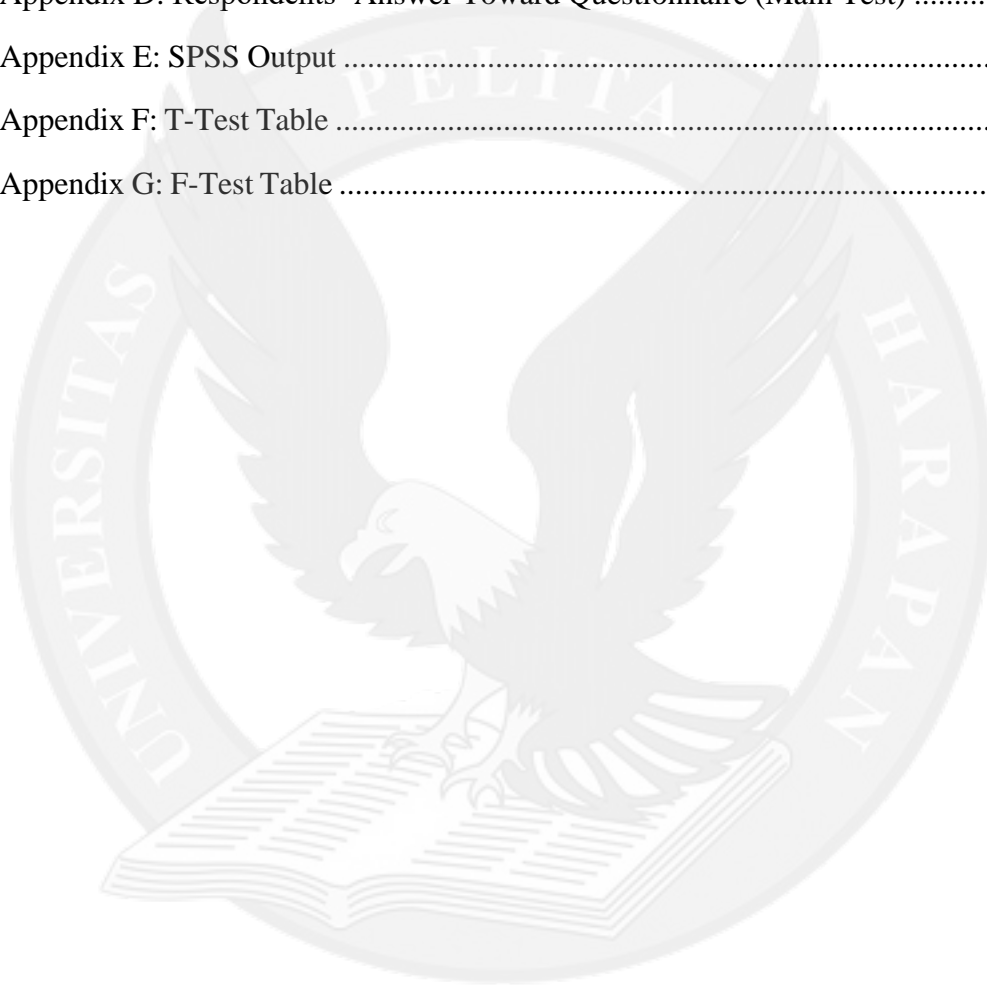 Appendix D: Respondents' Answer Toward Questionnaire (Main Test) ..........
Appendix E: SPSS Output ..........................................................................................
Appendix F: T-Test Table ...........................................................................................
Appendix G: F-Test Table ..........................................................................................
UNIVERSITAS PELITA HARAPAN